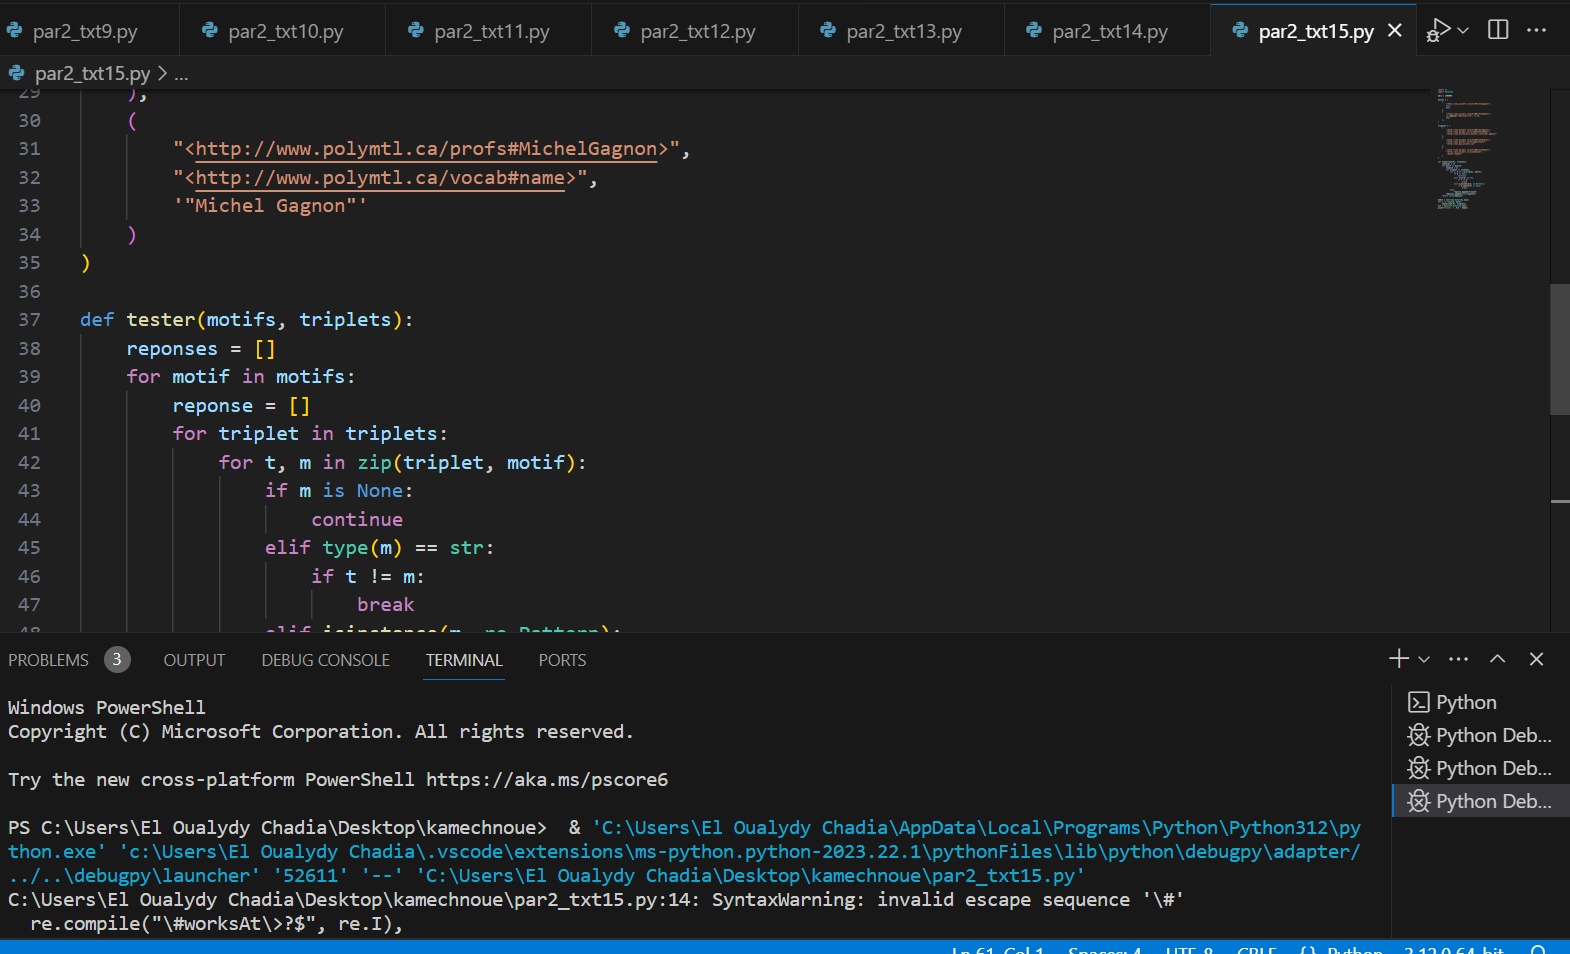 par2_txt9.py par2_txt10.py par2_txt11.py par2_txt12.py par2_txt13.py par2_txt14.py par2_txt15.py
par2_txt15.py > ...
29 ),
30 (
31 "<http://www.polymtl.ca/profs#MichelGagnon>",
32 "<http://www.polymtl.ca/vocab#name>",
33 '"Michel Gagnon"'
34 )
35 )
36
37 def tester(motifs, triplets):
38 reponses = []
39 for motif in motifs:
40 reponse = []
41 for triplet in triplets:
42 for t, m in zip(triplet, motif):
43 if m is None:
44 continue
45 elif type(m) == str:
46 if t != m:
47 break
48 elif isinstance(m, re.Pattern):
PROBLEMS 3 OUTPUT DEBUG CONSOLE TERMINAL PORTS
Windows PowerShell
Copyright (C) Microsoft Corporation. All rights reserved.
Try the new cross-platform PowerShell https://aka.ms/pscore6
PS C:\Users\El Oualydy Chadia\Desktop\kamechnoue>  & 'C:\Users\El Oualydy Chadia\AppData\Local\Programs\Python\Python312\py
thon.exe' 'c:\Users\El Oualydy Chadia\.vscode\extensions\ms-python.python-2023.22.1\pythonFiles\lib\python\debugpy\adapter/
../..\debugpy\launcher' '52611' '--' 'C:\Users\El Oualydy Chadia\Desktop\kamechnoue\par2_txt15.py'
C:\Users\El Oualydy Chadia\Desktop\kamechnoue\par2_txt15.py:14: SyntaxWarning: invalid escape sequence '\#'
re.compile("\#worksAt\>?$", re.I),
Python
Python Deb...
Python Deb...
Python Deb...
Ln 61, Col 1 Spaces: 4 UTF-8 CRLF {} Python 3.12.0 64-bit